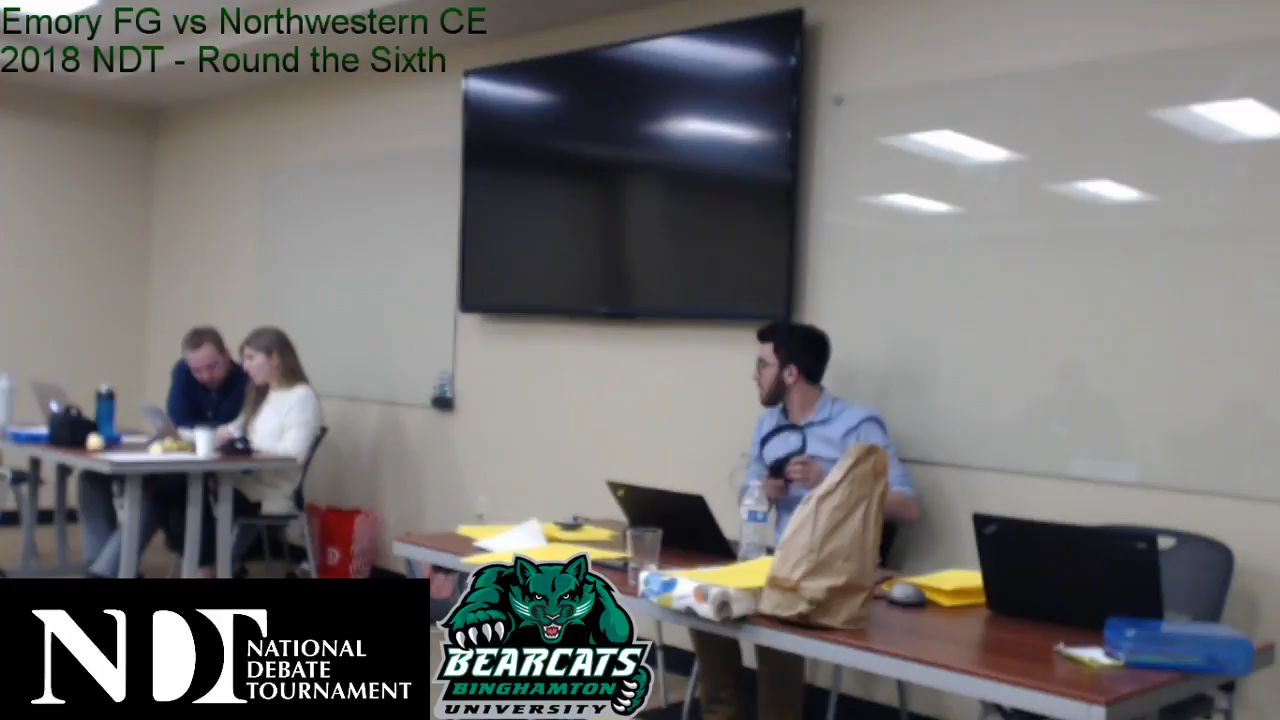 Emory FG vs Northwestern CE
2018 NDT - Round the Sixth
NDT
NATIONAL
DEBATE
TOURNAMENT
BEARCATS
BINGHAMTON
UNIVERSITY